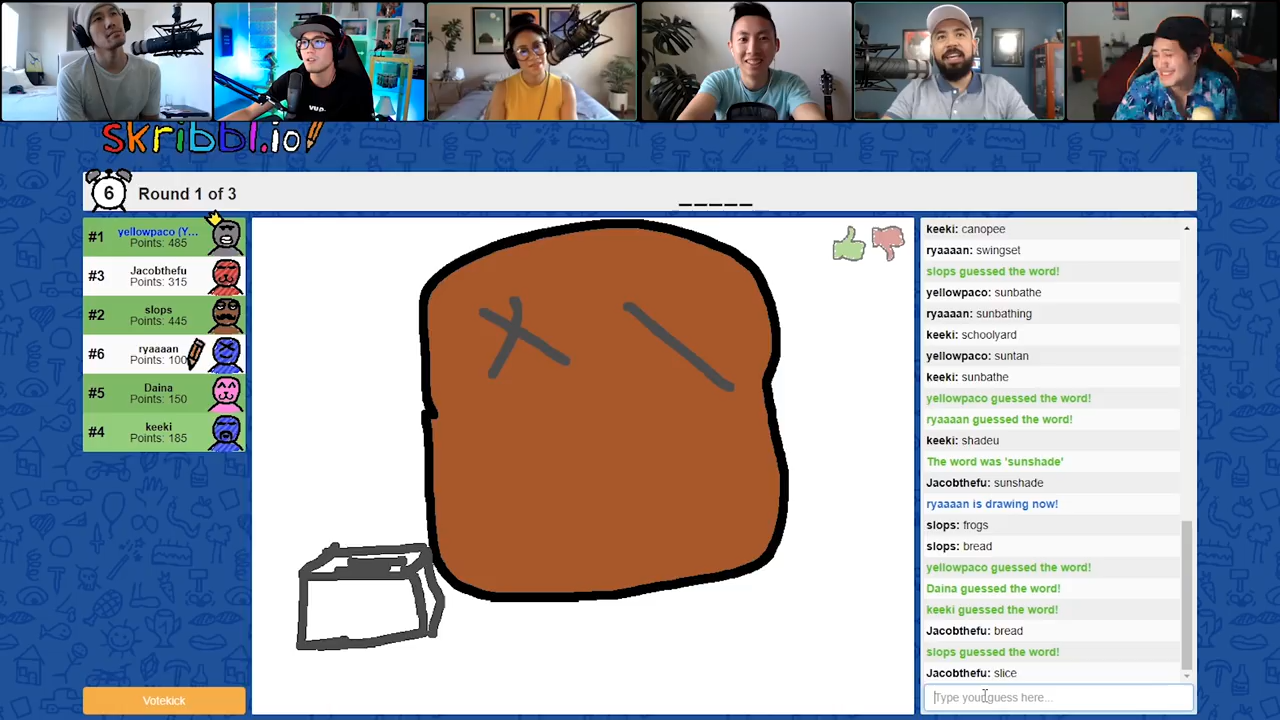 skribbl.io
6
Round 1 of 3
_____
#1 yellowpaco (Y...
Points: 485
#3 Jacobthefu
Points: 315
#2 slops
Points: 445
#6 ryaaaan
Points: 100
#5 Daina
Points: 150
#4 keeki
Points: 185
Votekick
keeki: canopee
ryaaaan: swingset
slops guessed the word!
yellowpaco: sunbathe
ryaaaan: sunbathing
keeki: schoolyard
yellowpaco: suntan
keeki: sunbathe
yellowpaco guessed the word!
ryaaaan guessed the word!
keeki: shadeu
The word was 'sunshade'
Jacobthefu: sunshade
ryaaaan is drawing now!
slops: frogs
slops: bread
yellowpaco guessed the word!
Daina guessed the word!
keeki guessed the word!
Jacobthefu: bread
slops guessed the word!
Jacobthefu: slice
Type your guess here...